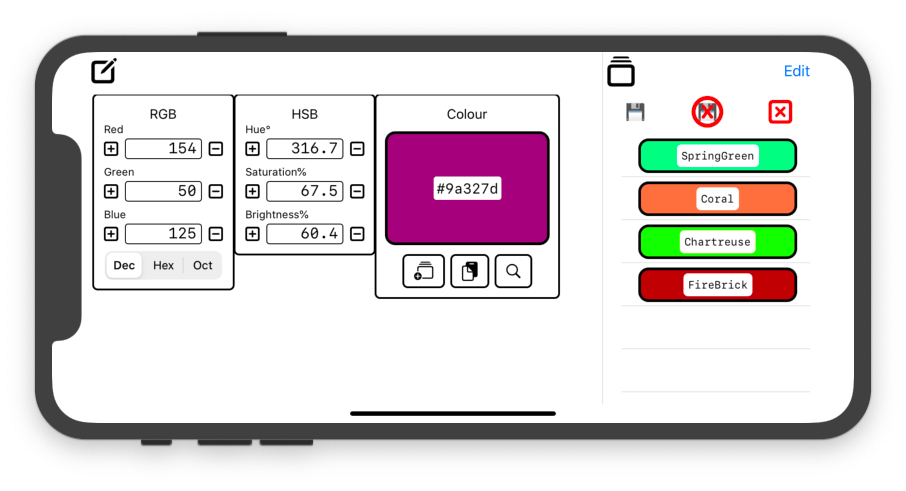 Edit
RGB
HSB
Colour
Red
154
Green
50
Blue
125
Dec Hex Oct
Hue°
316.7
Saturation%
67.5
Brightness%
60.4
#9a327d
SpringGreen
Coral
Chartreuse
FireBrick